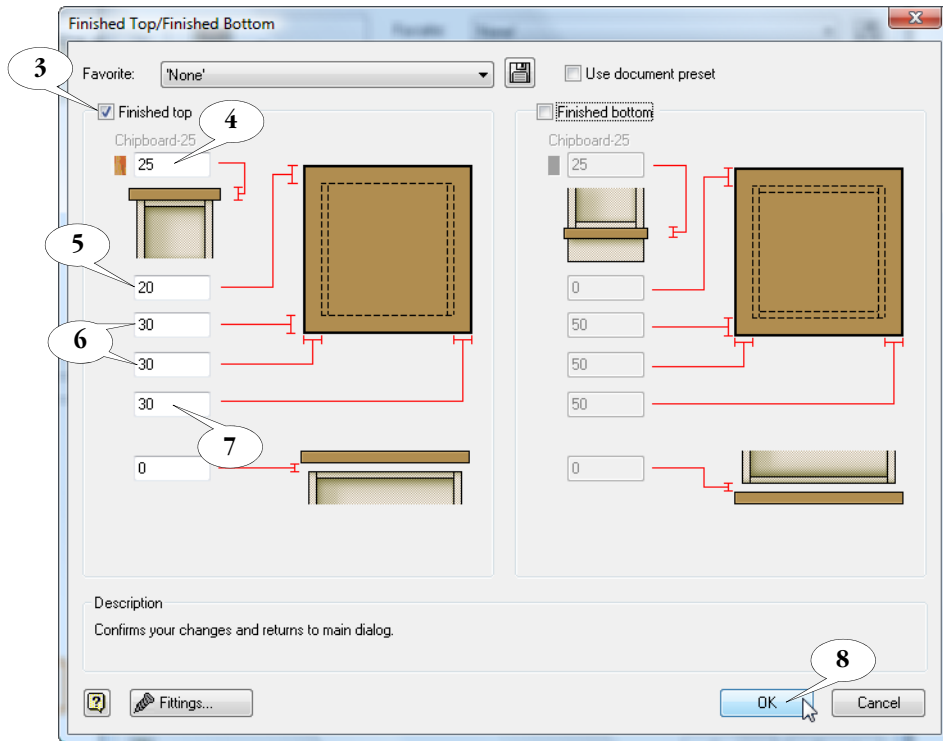 Finished Top/Finished Bottom
3
Favorite: 'None' Use document preset
Finished top
4
Chipboard-25
25
5
20
6
30
30
30
7
0
Finished bottom
Chipboard-25
25
0
50
50
50
0
Description
Confirms your changes and returns to main dialog.
8
? Fittings... OK Cancel